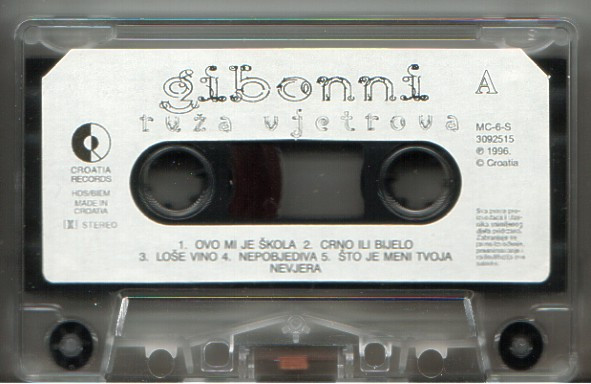 gibonni
A
ruža vjetrova
MC-6-S
3092515
℗ 1996.
© Croatia
CROATIA
RECORDS
HDS/BIEM
MADE IN
CROATIA
STEREO
1. OVO MI JE ŠKOLA 2. CRNO ILI BIJELO
3. LOŠE VINO 4. NEPOBJEDIVA 5. ŠTO JE MENI TVOJA
NEVJERA